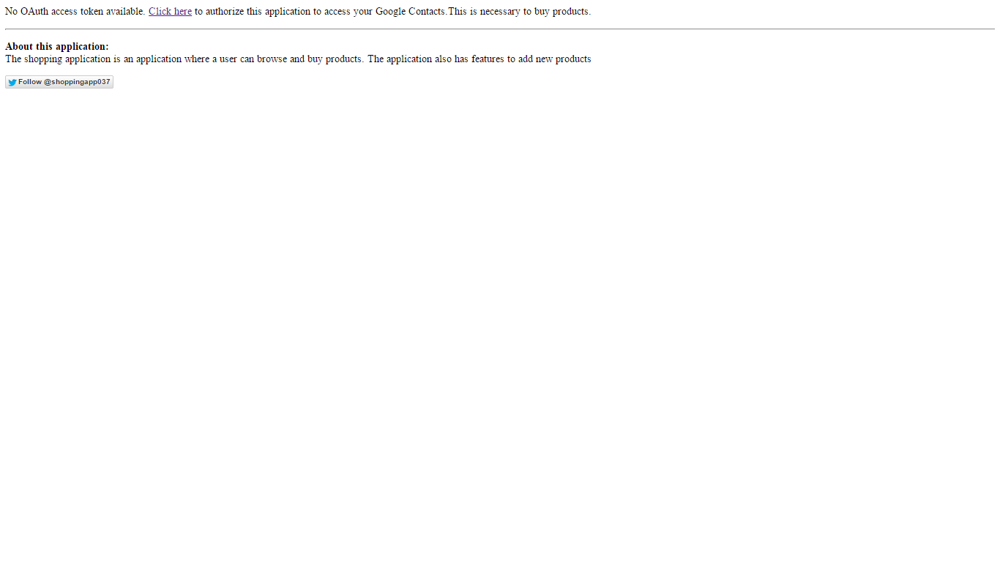 No OAuth access token available. Click here to authorize this application to access your Google Contacts.This is necessary to buy products.
About this application:
The shopping application is an application where a user can browse and buy products. The application also has features to add new products
Follow @shoppingapp037